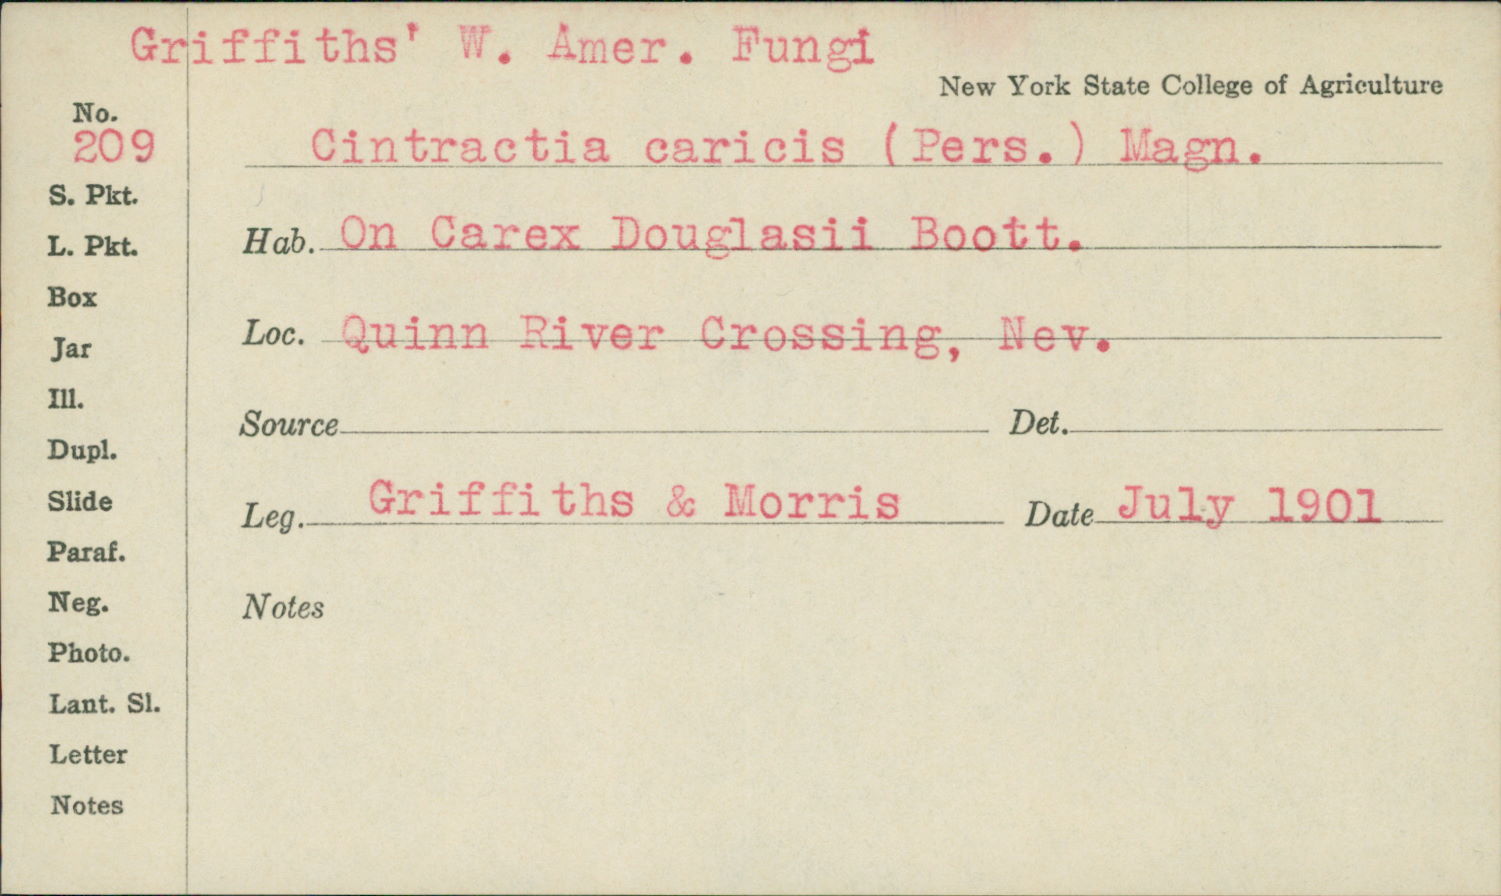 Griffiths' W. Amer. Fungi
New York State College of Agriculture
No.
209
Cintractia caricis (Pers.) Magn.
S. Pkt.
L. Pkt.
Hab. On Carex Douglasii Boott.
Box
Loc. Quinn River Crossing, Nev.
Jar
Ill.
Source Det.
Dupl.
Slide
Leg. Griffiths & Morris Date July 1901
Paraf.
Neg.
Notes
Photo.
Lant. Sl.
Letter
Notes